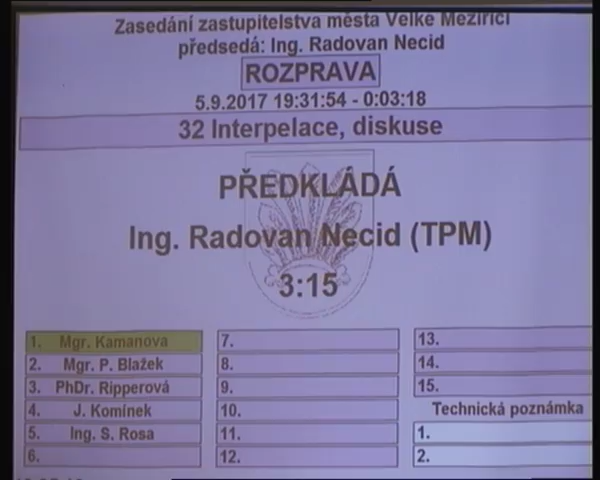 Zasedání zastupitelstva města Velké Meziříčí
předsedá: Ing. Radovan Necid
ROZPRAVA
5.9.2017 19:31:54 - 0:03:18
32 Interpelace, diskuse
PŘEDKLÁDÁ
Ing. Radovan Necid (TPM)
3:15
1. Mgr. Kamanova
2. Mgr. P. Blažek
3. PhDr. Ripperová
4. J. Komínek
5. Ing. S. Rosa
6.
7.
8.
9.
10.
11.
12.
13.
14.
15.
Technická poznámka
1.
2.